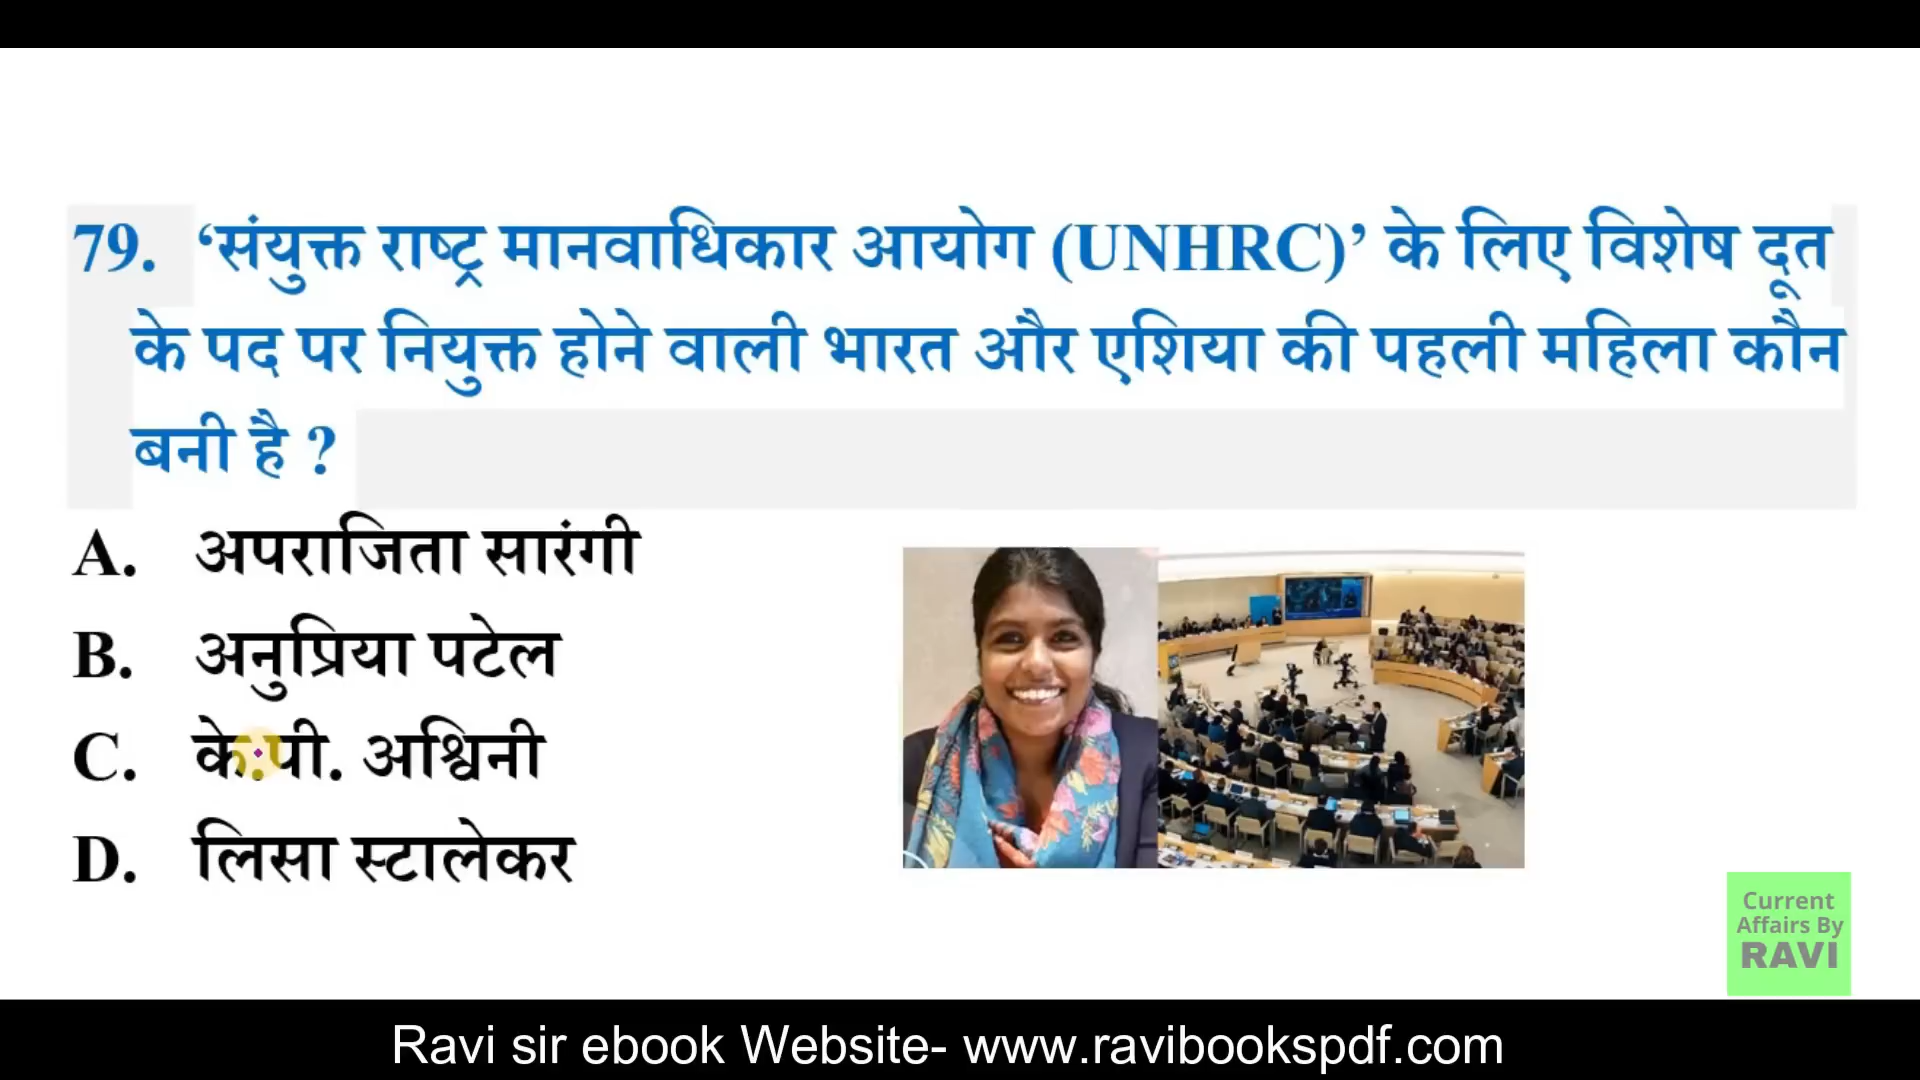 79. ‘संयुक्त राष्ट्र मानवाधिकार आयोग (UNHRC)’ के लिए विशेष दूत
के पद पर नियुक्त होने वाली भारत और एशिया की पहली महिला कौन
बनी है ?
A. अपराजिता सारंगी
B. अनुप्रिया पटेल
C. के.पी. अश्विनी
D. लिसा स्टालेकर
Current
Affairs By
RAVI
Ravi sir ebook Website- www.ravibookspdf.com